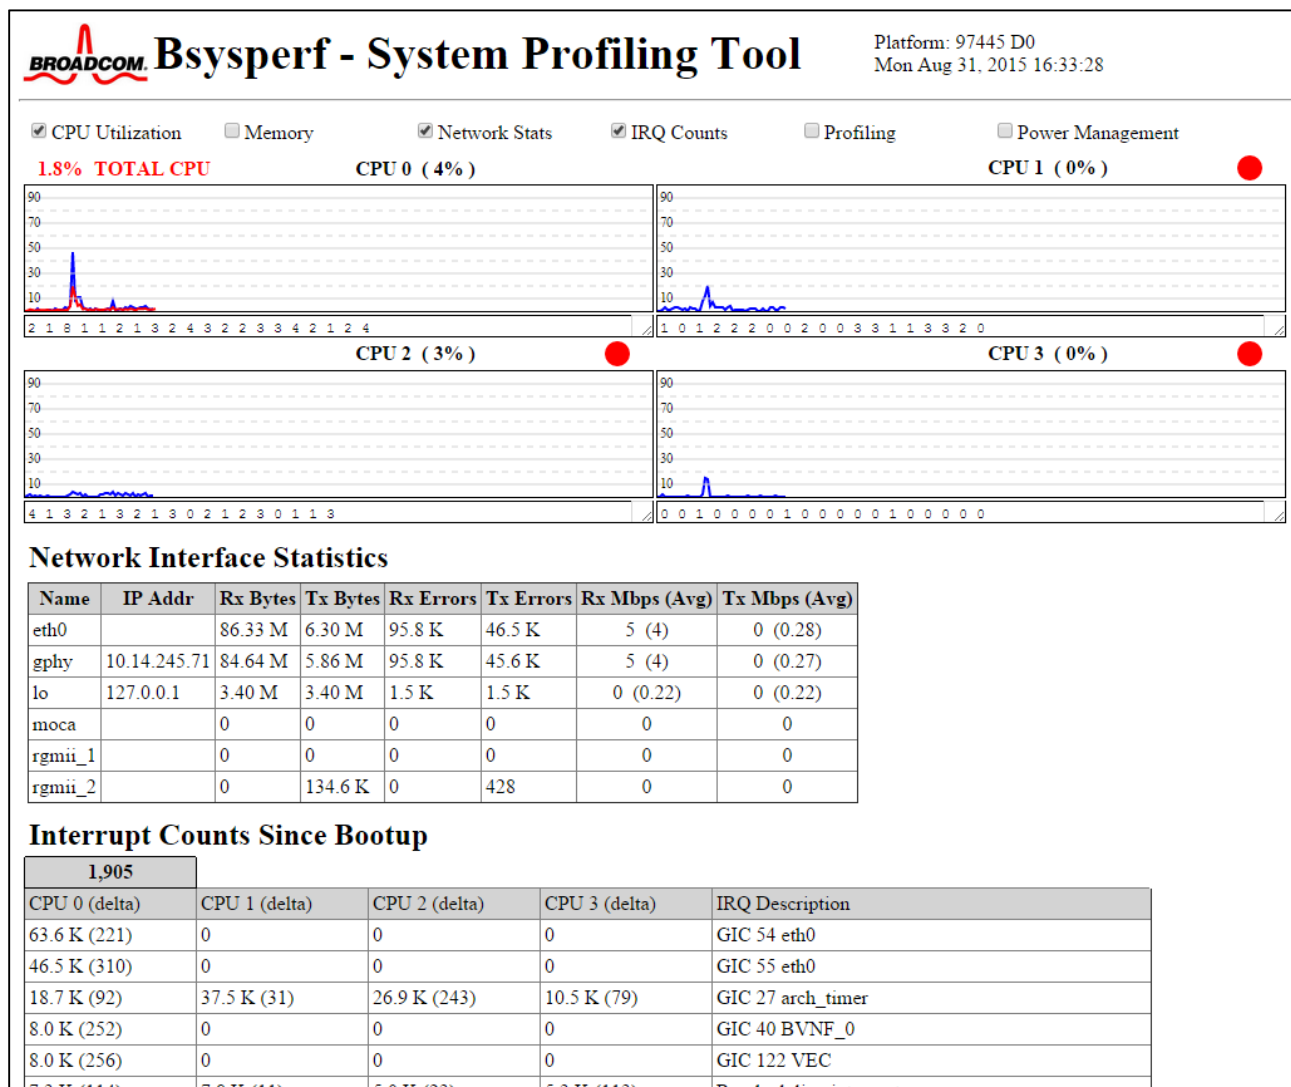 BROADCOM.
Bsysperf - System Profiling Tool
Platform: 97445 D0
Mon Aug 31, 2015 16:33:28
CPU Utilization Memory Network Stats IRQ Counts Profiling Power Management
1.8% TOTAL CPU CPU 0 ( 4% ) CPU 1 ( 0% )
90 90
70 70
50 50
30 30
10 10
2 1 8 1 1 2 1 3 2 4 3 2 2 3 3 4 2 1 2 4 1 0 1 2 2 2 0 0 2 0 0 3 3 1 1 3 3 2 0
CPU 2 ( 3% ) CPU 3 ( 0% )
90 90
70 70
50 50
30 30
10 10
4 1 3 2 1 3 2 1 3 0 2 1 2 3 0 1 1 3 0 0 1 0 0 0 0 1 0 0 0 0 0 1 0 0 0 0 0
Network Interface Statistics
Name IP Addr Rx Bytes Tx Bytes Rx Errors Tx Errors Rx Mbps (Avg) Tx Mbps (Avg)
eth0 86.33 M 6.30 M 95.8 K 46.5 K 5 (4) 0 (0.28)
gphy 10.14.245.71 84.64 M 5.86 M 95.8 K 45.6 K 5 (4) 0 (0.27)
lo 127.0.0.1 3.40 M 3.40 M 1.5 K 1.5 K 0 (0.22) 0 (0.22)
moca 0 0 0 0 0 0
rgmii_1 0 0 0 0 0 0
rgmii_2 0 134.6 K 0 428 0 0
Interrupt Counts Since Bootup
1,905
CPU 0 (delta) CPU 1 (delta) CPU 2 (delta) CPU 3 (delta) IRQ Description
63.6 K (221) 0 0 0 GIC 54 eth0
46.5 K (310) 0 0 0 GIC 55 eth0
18.7 K (92) 37.5 K (31) 26.9 K (243) 10.5 K (79) GIC 27 arch_timer
8.0 K (252) 0 0 0 GIC 40 BVNF_0
8.0 K (256) 0 0 0 GIC 122 VEC